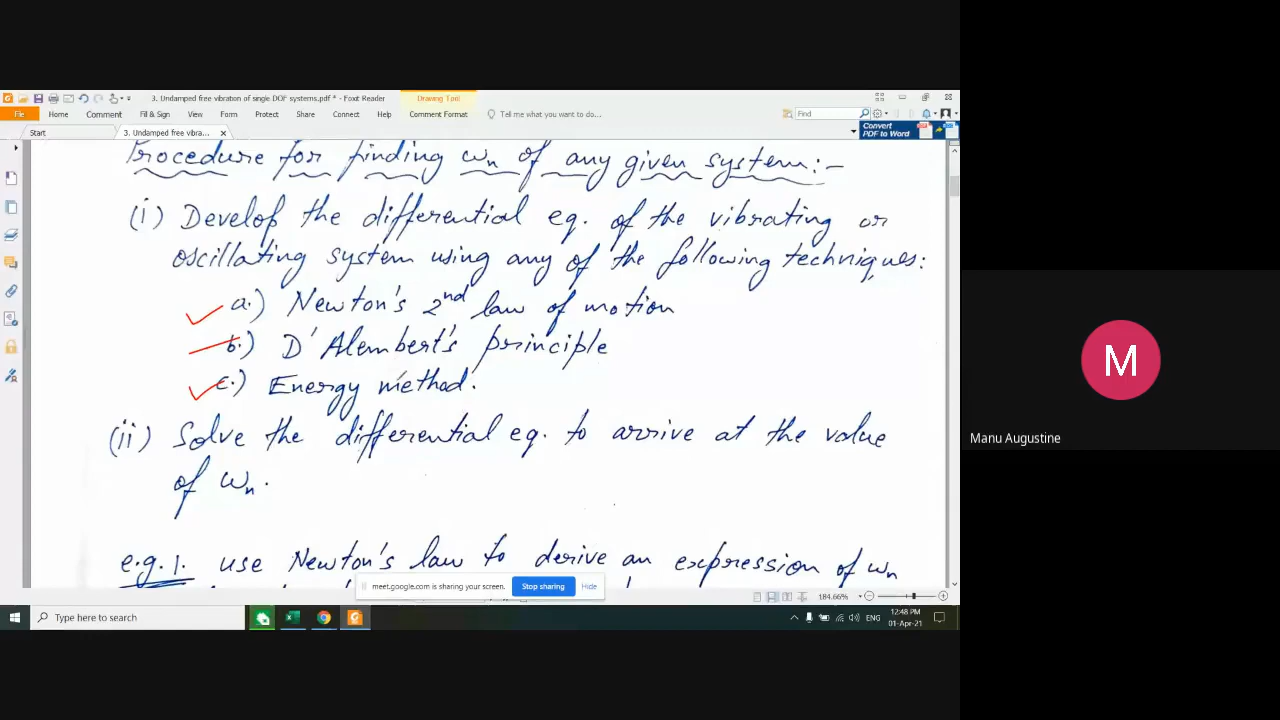 3. Undamped free vibration of single DOF systems.pdf * - Foxit Reader
Drawing Tool
File Home Comment Fill & Sign View Form Protect Share Connect Help Comment Format Tell me what you want to do... Find
Start
3. Undamped free vibra...
Convert
PDF to Word
Procedure for finding ωn of any given system:-
(i) Develop the differential eq. of the vibrating or
oscillating system using any of the following techniques:
a.) Newton's 2nd law of motion
b.) D'Alembert's principle
c.) Energy method.
(ii) Solve the differential eq. to arrive at the value
of ωn.
e.g.1. use Newton's law to derive an expression of ωn
meet.google.com is sharing your screen.
Stop sharing
Hide
184.66%
Type here to search
ENG
12:48 PM
01-Apr-21
M
Manu Augustine